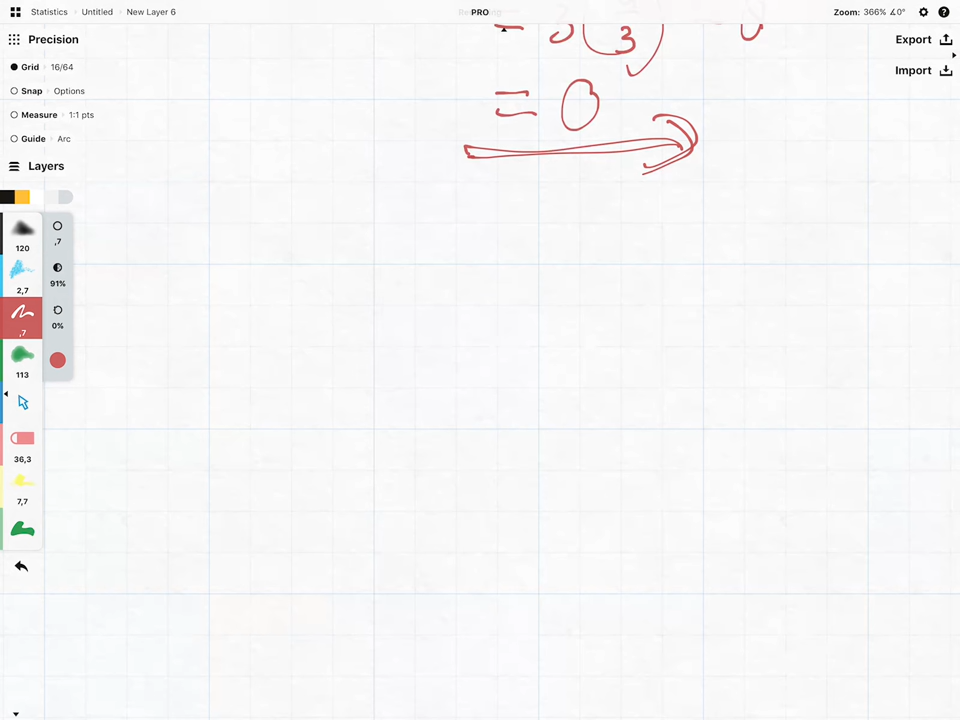 Statistics › Untitled › New Layer 6
PRO
Zoom: 366% ∡0°
Precision
Export
Import
Grid 16/64
Snap Options
Measure 1:1 pts
Guide Arc
Layers
120
,7
2,7
91%
,7
0%
113
36,3
7,7
= 0